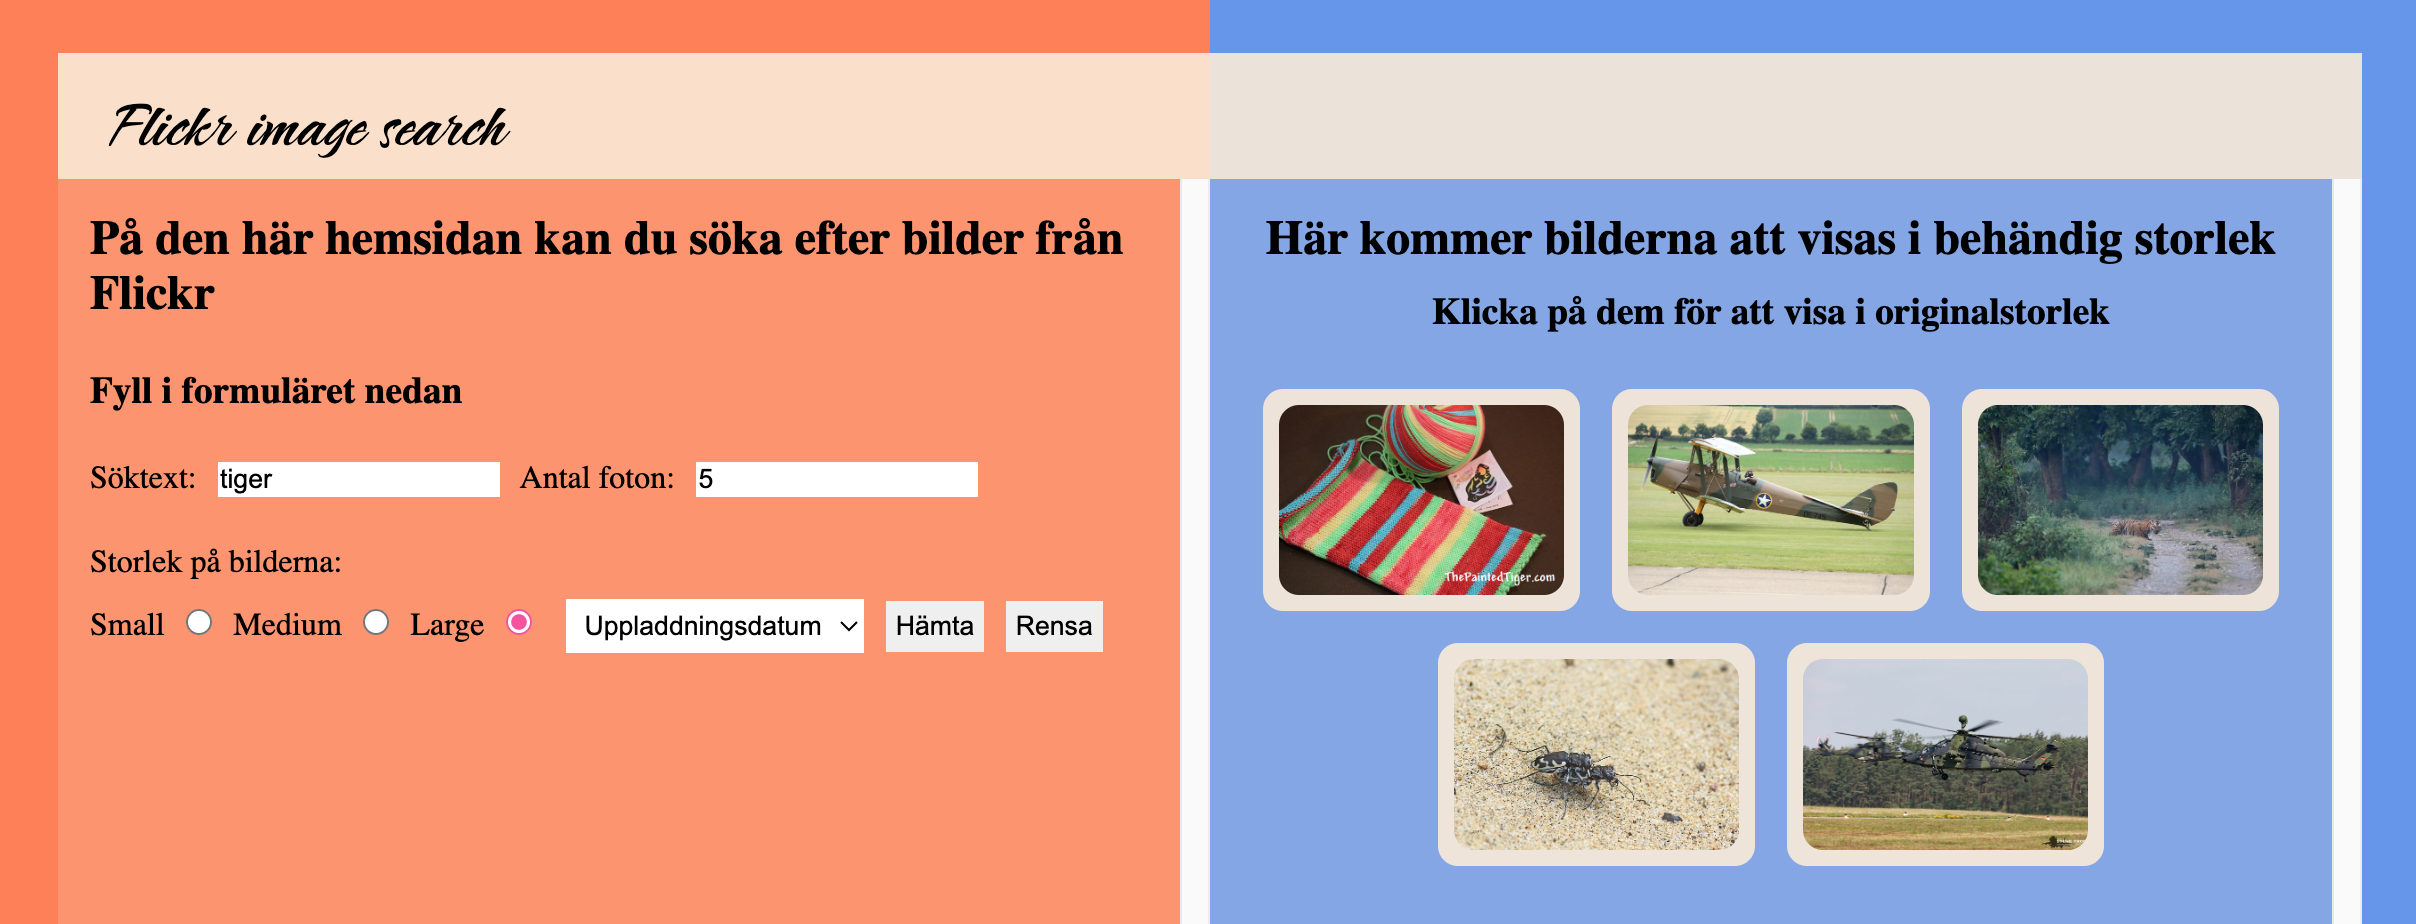 Flickr image search
På den här hemsidan kan du söka efter bilder från
Flickr
Fyll i formuläret nedan
Söktext: tiger Antal foton: 5
Storlek på bilderna:
Small Medium Large Uppladdningsdatum Hämta Rensa
Här kommer bilderna att visas i behändig storlek
Klicka på dem för att visa i originalstorlek
ThePaintedTiger.com